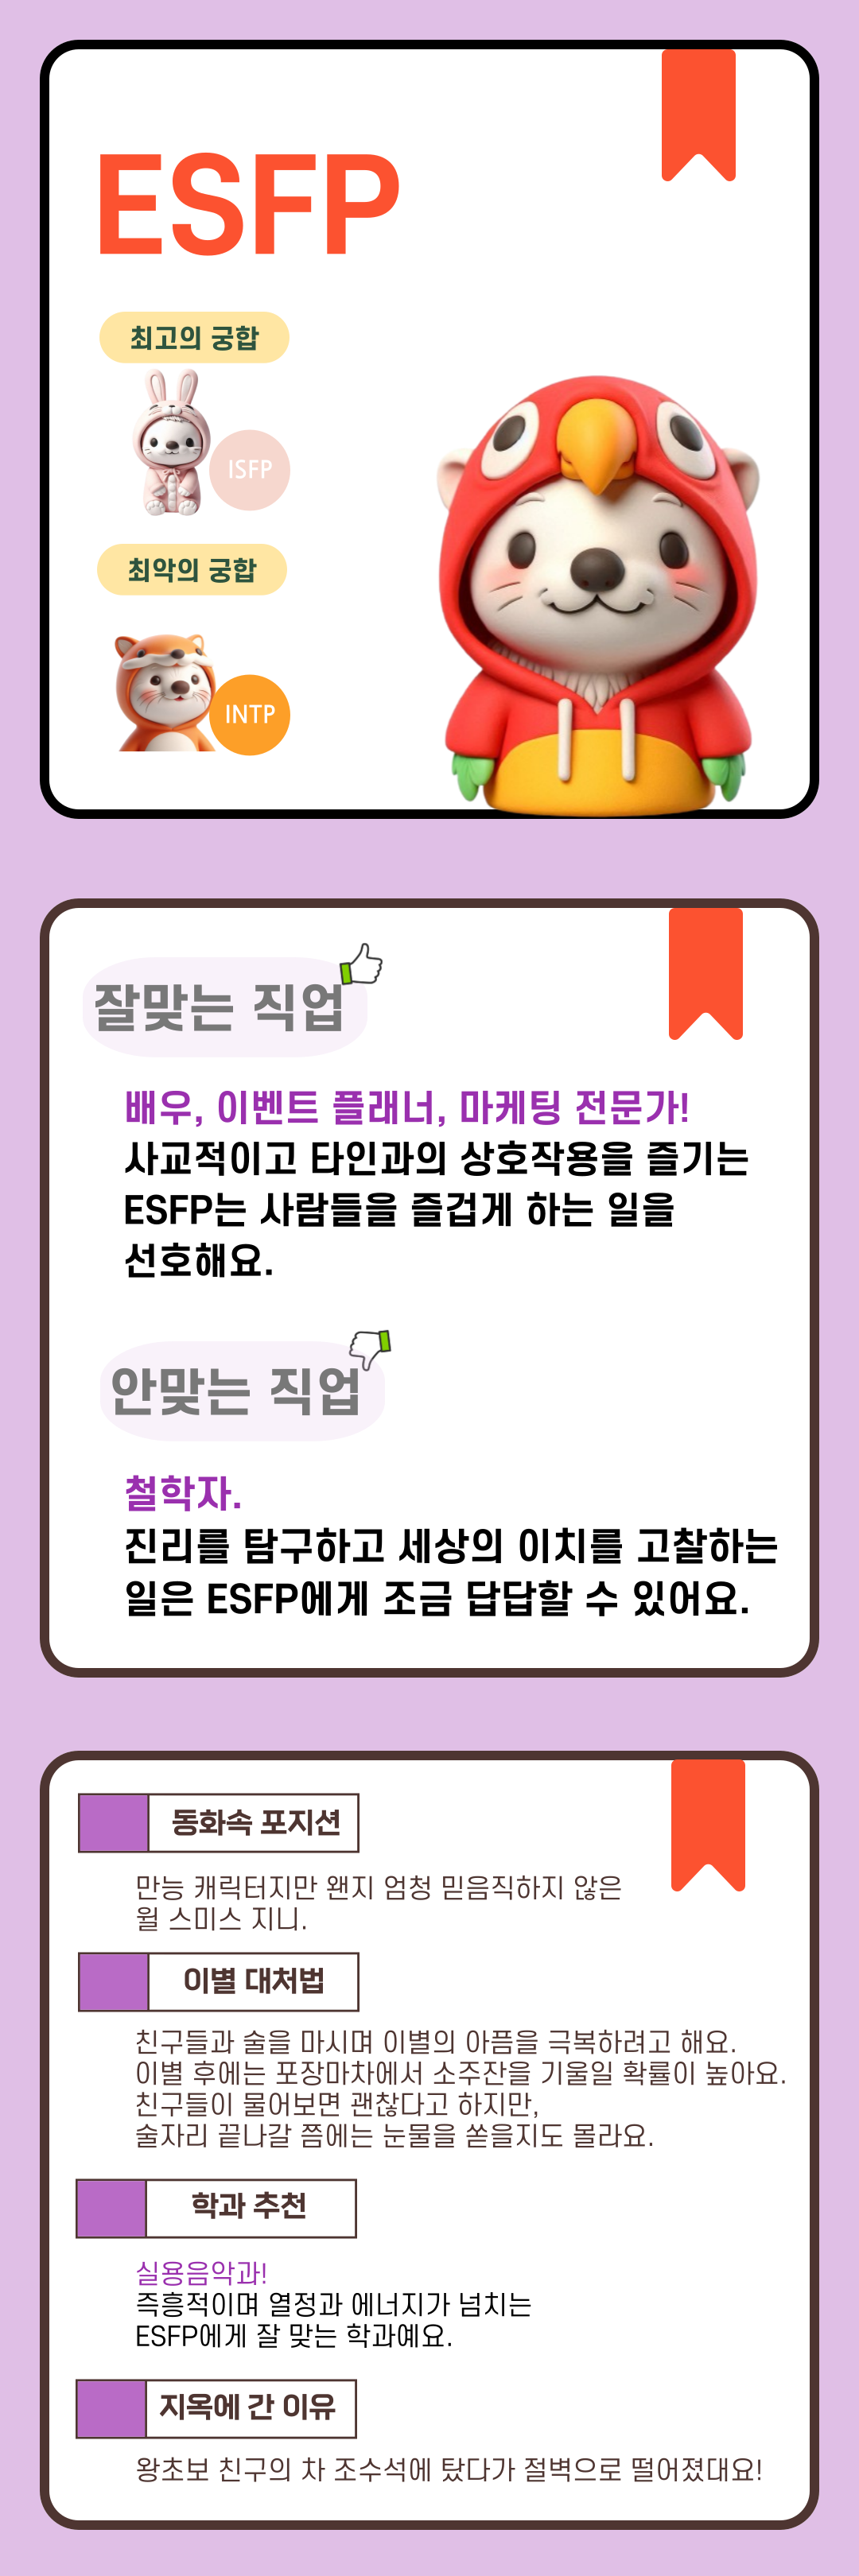 ESFP
최고의 궁합
ISFP
최악의 궁합
INTP
잘맞는 직업
배우, 이벤트 플래너, 마케팅 전문가!
사교적이고 타인과의 상호작용을 즐기는
ESFP는 사람들을 즐겁게 하는 일을
선호해요.
안맞는 직업
철학자.
진리를 탐구하고 세상의 이치를 고찰하는
일은 ESFP에게 조금 답답할 수 있어요.
동화속 포지션
만능 캐릭터지만 왠지 엄청 믿음직하지 않은
윌 스미스 지니.
이별 대처법
친구들과 술을 마시며 이별의 아픔을 극복하려고 해요.
이별 후에는 포장마차에서 소주잔을 기울일 확률이 높아요.
친구들이 물어보면 괜찮다고 하지만,
술자리 끝나갈 쯤에는 눈물을 쏟을지도 몰라요.
학과 추천
실용음악과!
즉흥적이며 열정과 에너지가 넘치는
ESFP에게 잘 맞는 학과예요.
지옥에 간 이유
왕초보 친구의 차 조수석에 탔다가 절벽으로 떨어졌대요!